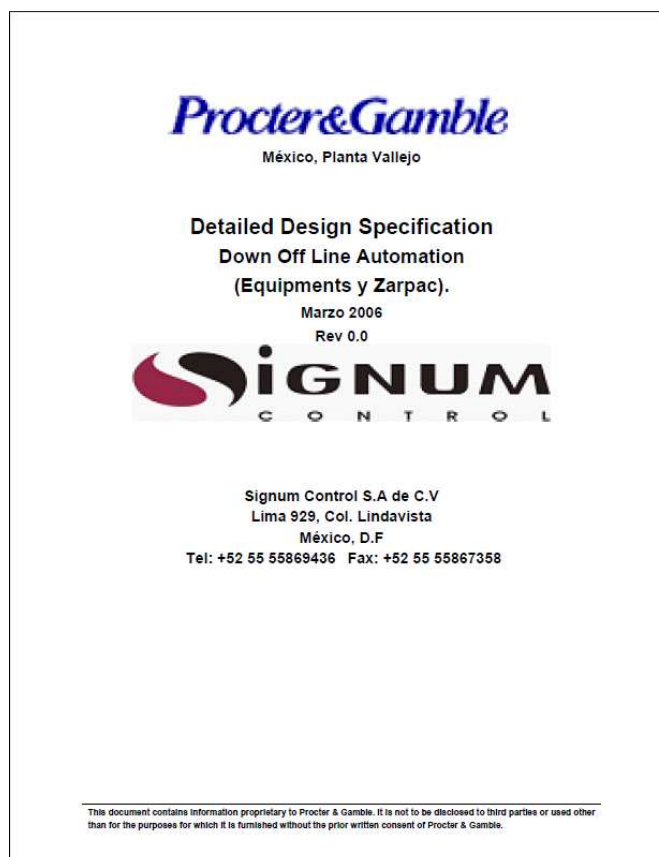 Procter&Gamble
México, Planta Vallejo
Detailed Design Specification
Down Off Line Automation
(Equipments y Zarpac).
Marzo 2006
Rev 0.0
SIGNUM
CONTROL
Signum Control S.A de C.V
Lima 929, Col. Lindavista
México, D.F
Tel: +52 55 55869436 Fax: +52 55 55867358
This document contains information proprietary to Procter & Gamble. It is not to be disclosed to third parties or used other
than for the purposes for which it is furnished without the prior written consent of Procter & Gamble.